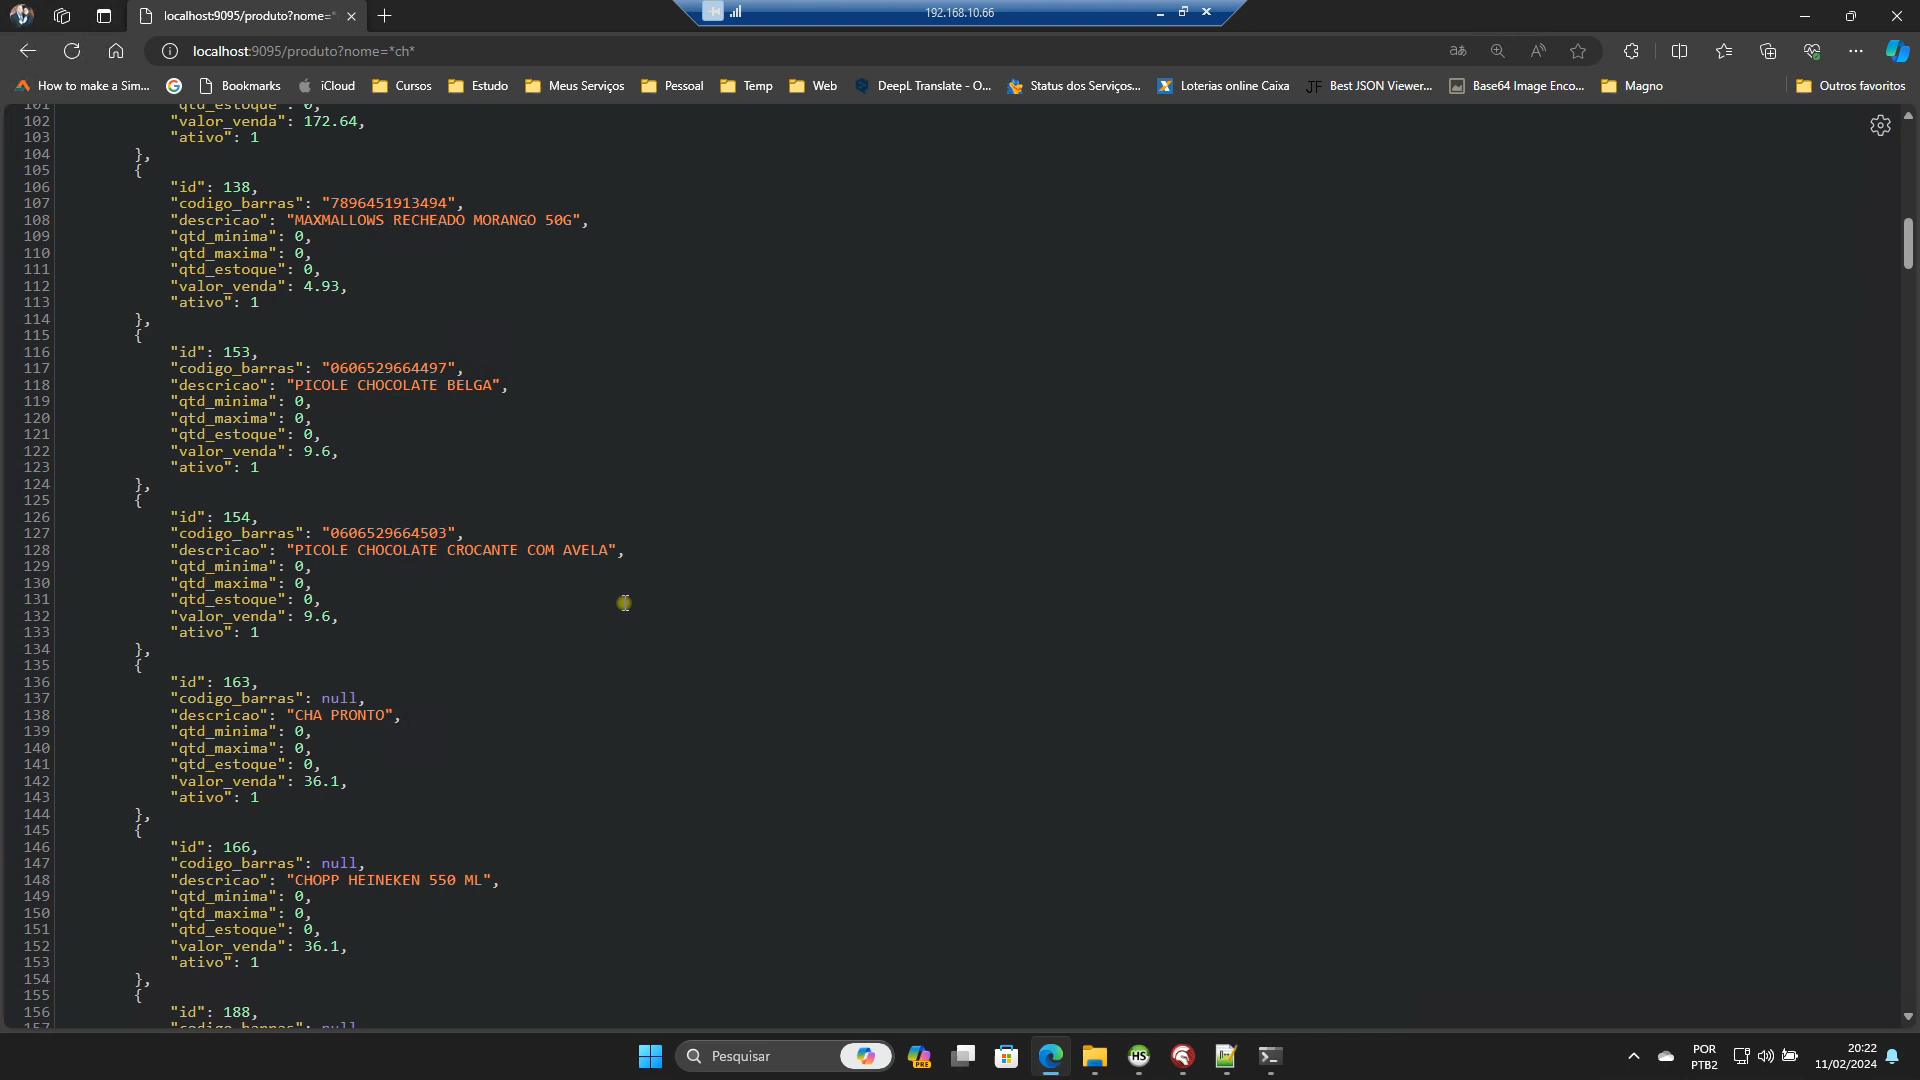 localhost:9095/produto?nome=*
192.168.10.66
localhost:9095/produto?nome=*ch*
How to make a Sim...
Bookmarks
iCloud
Cursos
Estudo
Meus Serviços
Pessoal
Temp
Web
DeepL Translate - O...
Status dos Serviços...
Loterias online Caixa
JF Best JSON Viewer...
Base64 Image Enco...
Magno
Outros favoritos
101 "qtd_estoque": 0,
102 "valor_venda": 172.64,
103 "ativo": 1
104 },
105 {
106 "id": 138,
107 "codigo_barras": "7896451913494",
108 "descricao": "MAXMALLOWS RECHEADO MORANGO 50G",
109 "qtd_minima": 0,
110 "qtd_maxima": 0,
111 "qtd_estoque": 0,
112 "valor_venda": 4.93,
113 "ativo": 1
114 },
115 {
116 "id": 153,
117 "codigo_barras": "0606529664497",
118 "descricao": "PICOLE CHOCOLATE BELGA",
119 "qtd_minima": 0,
120 "qtd_maxima": 0,
121 "qtd_estoque": 0,
122 "valor_venda": 9.6,
123 "ativo": 1
124 },
125 {
126 "id": 154,
127 "codigo_barras": "0606529664503",
128 "descricao": "PICOLE CHOCOLATE CROCANTE COM AVELA",
129 "qtd_minima": 0,
130 "qtd_maxima": 0,
131 "qtd_estoque": 0,
132 "valor_venda": 9.6,
133 "ativo": 1
134 },
135 {
136 "id": 163,
137 "codigo_barras": null,
138 "descricao": "CHA PRONTO",
139 "qtd_minima": 0,
140 "qtd_maxima": 0,
141 "qtd_estoque": 0,
142 "valor_venda": 36.1,
143 "ativo": 1
144 },
145 {
146 "id": 166,
147 "codigo_barras": null,
148 "descricao": "CHOPP HEINEKEN 550 ML",
149 "qtd_minima": 0,
150 "qtd_maxima": 0,
151 "qtd_estoque": 0,
152 "valor_venda": 36.1,
153 "ativo": 1
154 },
155 {
156 "id": 188,
157 "codigo_barras": null
Pesquisar
PRE
HS
POR
PTB2
20:22
11/02/2024